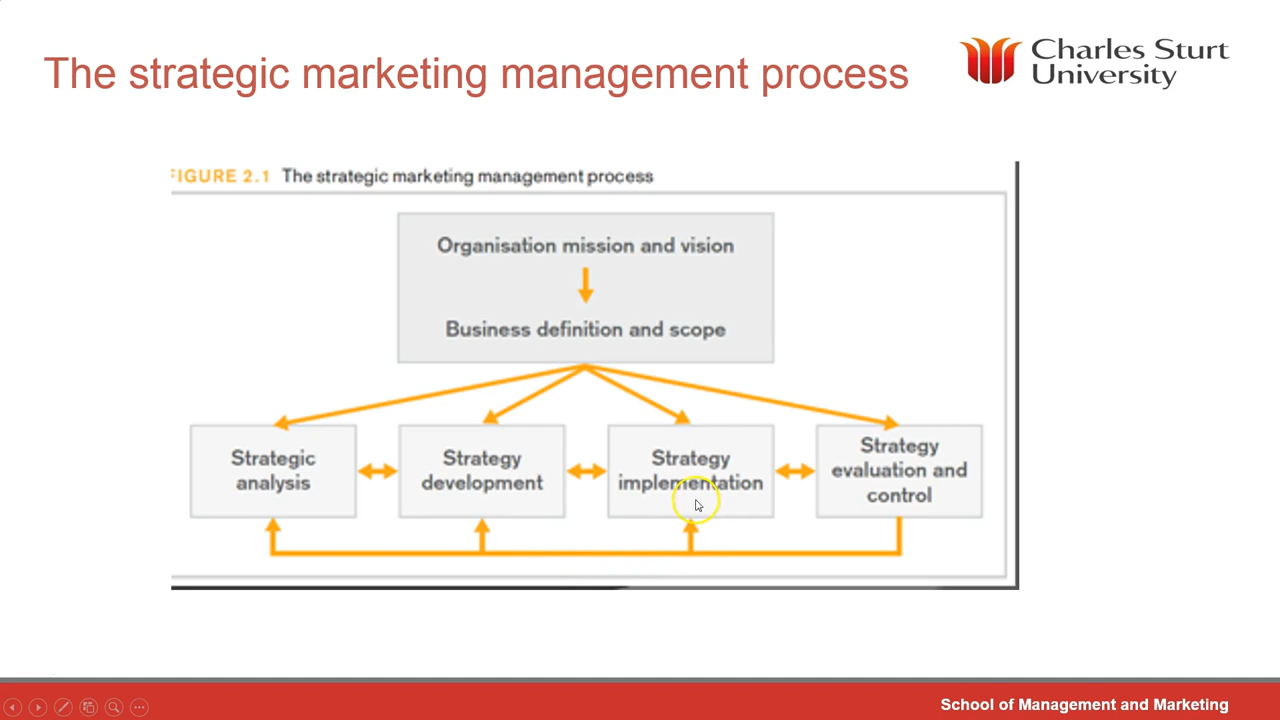 The strategic marketing management process
Charles Sturt
University
FIGURE 2.1 The strategic marketing management process
Organisation mission and vision
Business definition and scope
Strategic
analysis
Strategy
development
Strategy
implementation
Strategy
evaluation and
control
School of Management and Marketing